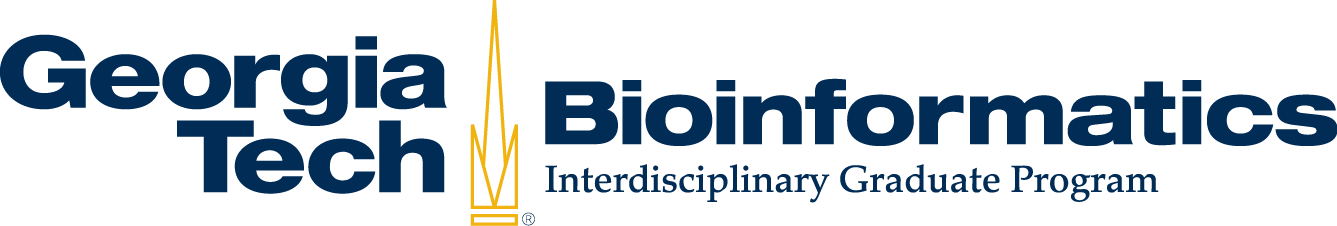 Georgia
Tech
®
Bioinformatics
Interdisciplinary Graduate Program